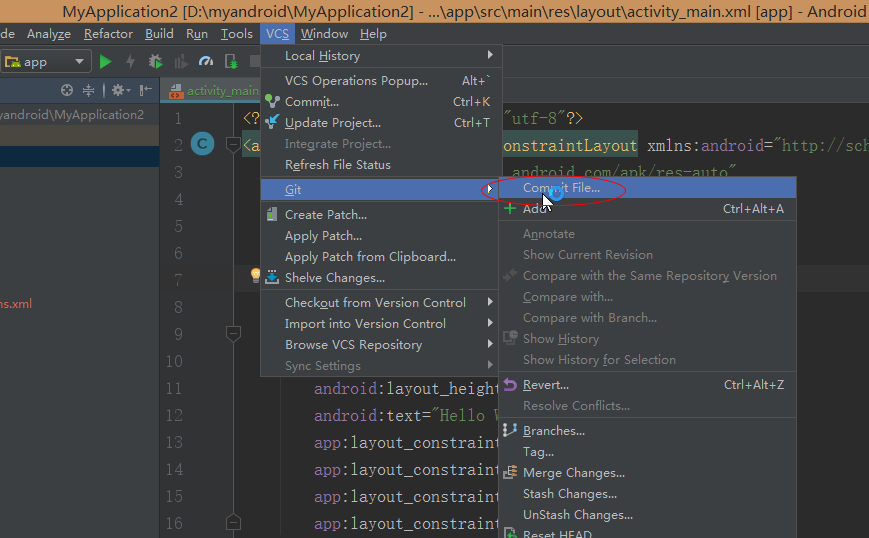 MyApplication2 [D:\myandroid\MyApplication2] - ...\app\src\main\res\layout\activity_main.xml [app] - Android
de Analyze Refactor Build Run Tools VCS Window Help
app
Local History
VCS Operations Popup... Alt+`
Commit... Ctrl+K
Update Project... Ctrl+T
Integrate Project...
Refresh File Status
Git
Create Patch...
Apply Patch...
Apply Patch from Clipboard...
Shelve Changes...
Checkout from Version Control
Import into Version Control
Browse VCS Repository
Sync Settings
Commit File...
Add Ctrl+Alt+A
Annotate
Show Current Revision
Compare with the Same Repository Version
Compare with...
Compare with Branch...
Show History
Show History for Selection
Revert... Ctrl+Alt+Z
Resolve Conflicts...
Branches...
Tag...
Merge Changes...
Stash Changes...
UnStash Changes...
Reset HEAD
yandroid\MyApplication2
ns.xml
activity_main
1 <? "utf-8"?>
2 C <a onstraintLayout xmlns:android="http://sch
3 android.com/apk/res-auto"
4
5
6
7
8
9
10
11 android:layout_height
12 android:text="Hello W
13 app:layout_constraint
14 app:layout_constraint
15 app:layout_constraint
16 app:layout_constraint